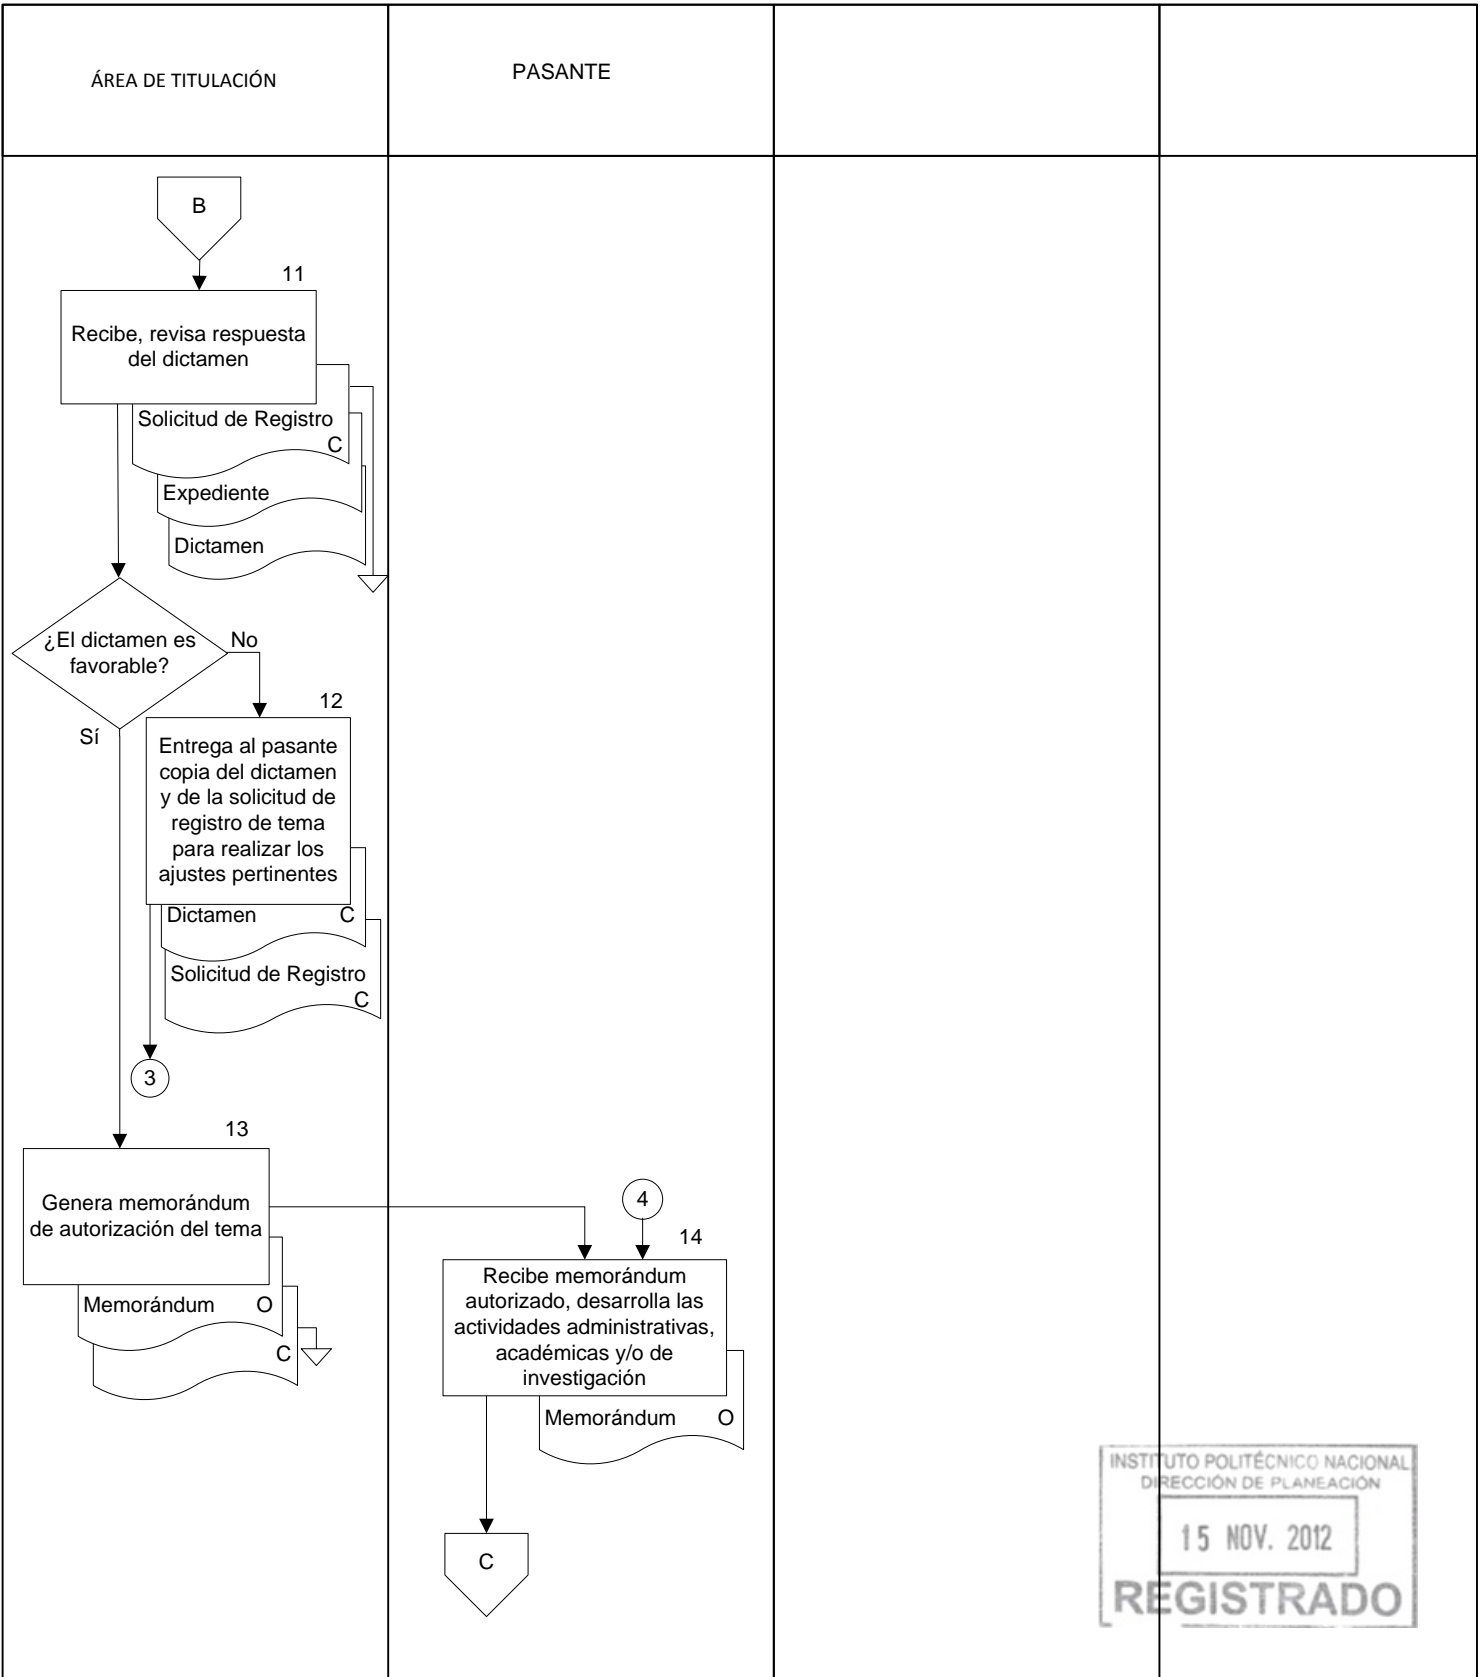 ÁREA DE TITULACIÓN
PASANTE
B
11
Recibe, revisa respuesta
del dictamen
Solicitud de Registro
C
Expediente
Dictamen
¿El dictamen es
favorable?
No
Sí
12
Entrega al pasante
copia del dictamen
y de la solicitud de
registro de tema
para realizar los
ajustes pertinentes
Dictamen C
Solicitud de Registro
C
3
13
Genera memorándum
de autorización del tema
Memorándum O
C
4
14
Recibe memorándum
autorizado, desarrolla las
actividades administrativas,
académicas y/o de
investigación
Memorándum O
C
INSTITUTO POLITÉCNICO NACIONAL
DIRECCIÓN DE PLANEACIÓN
15 NOV. 2012
REGISTRADO